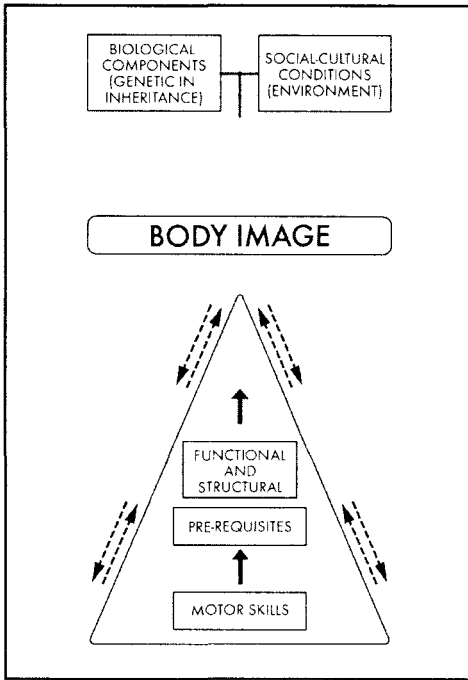 BIOLOGICAL
COMPONENTS
(GENETIC IN
INHERITANCE)
SOCIAL-CULTURAL
CONDITIONS
(ENVIRONMENT)
BODY IMAGE
FUNCTIONAL
AND
STRUCTURAL
PRE-REQUISITES
MOTOR SKILLS